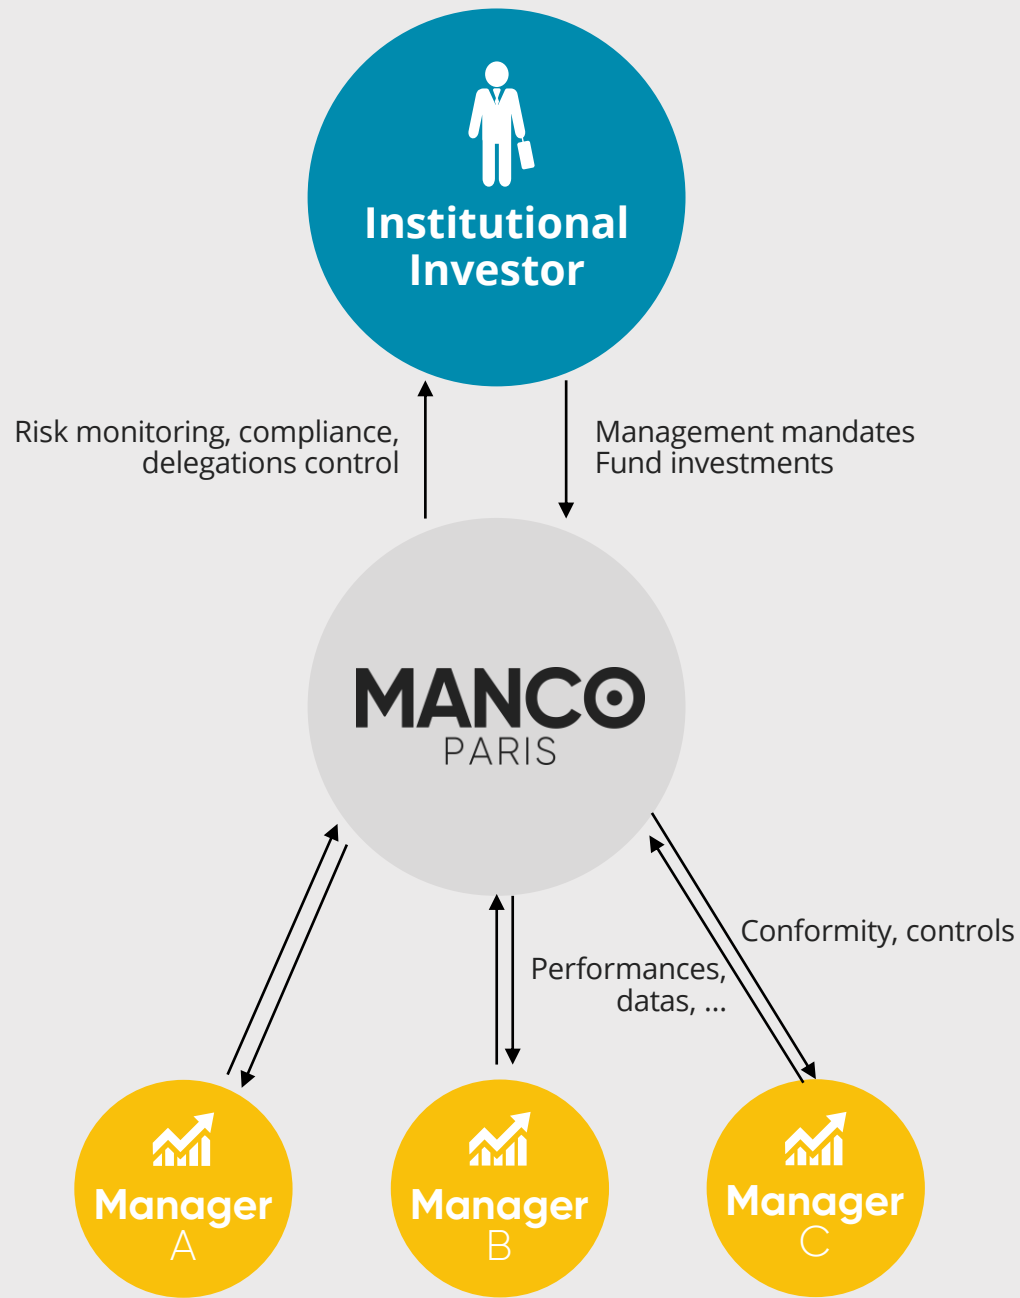 Institutional
Investor
Risk monitoring, compliance,
delegations control
Management mandates
Fund investments
MANCO
PARIS
Conformity, controls
Performances,
datas, ...
Manager
A
Manager
B
Manager
C